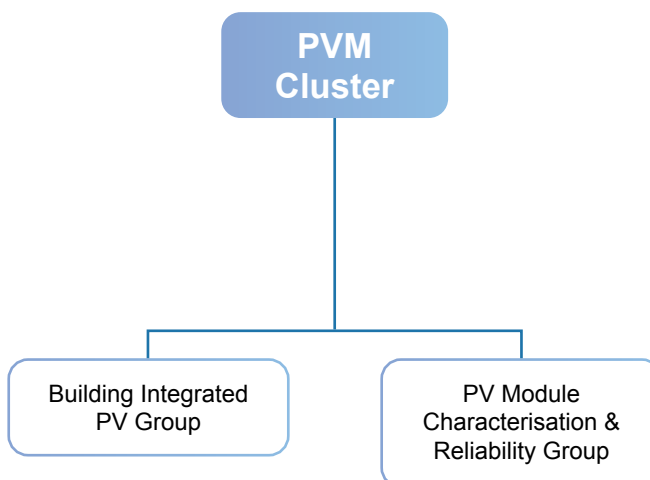 PVM
Cluster
Building Integrated
PV Group
PV Module
Characterisation &
Reliability Group